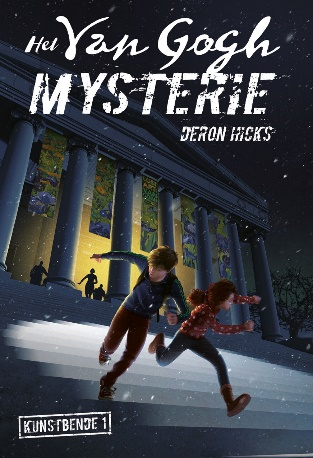 Het Van Gogh
MYSTERIE
DERON HICKS
KUNSTBENDE 1